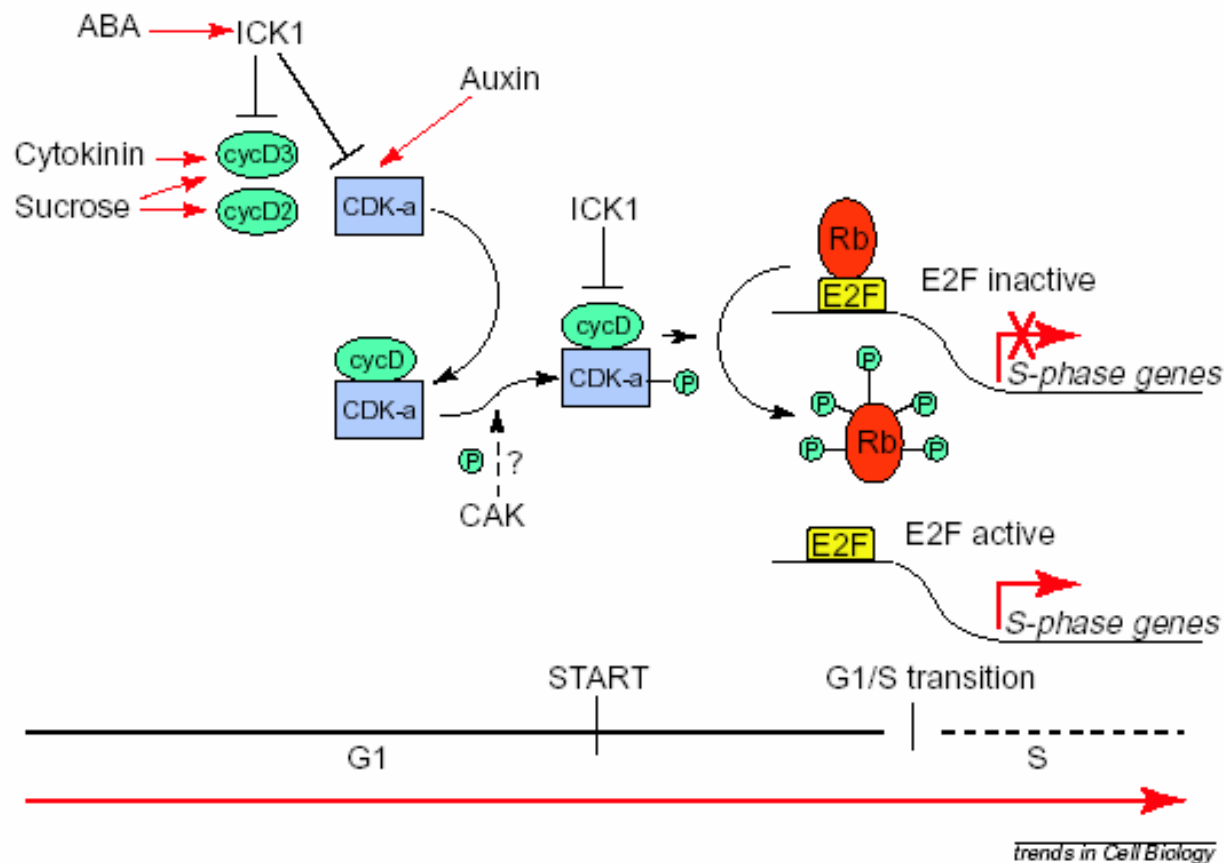 ABA
ICK1
Auxin
Cytokinin
cycD3
Sucrose
cycD2
CDK-a
ICK1
Rb
E2F
E2F inactive
S-phase genes
cycD
CDK-a
P
cycD
CDK-a
P
P
P
P
P
Rb
P
?
CAK
E2F
E2F active
S-phase genes
START
G1/S transition
G1
S
trends in Cell Biology